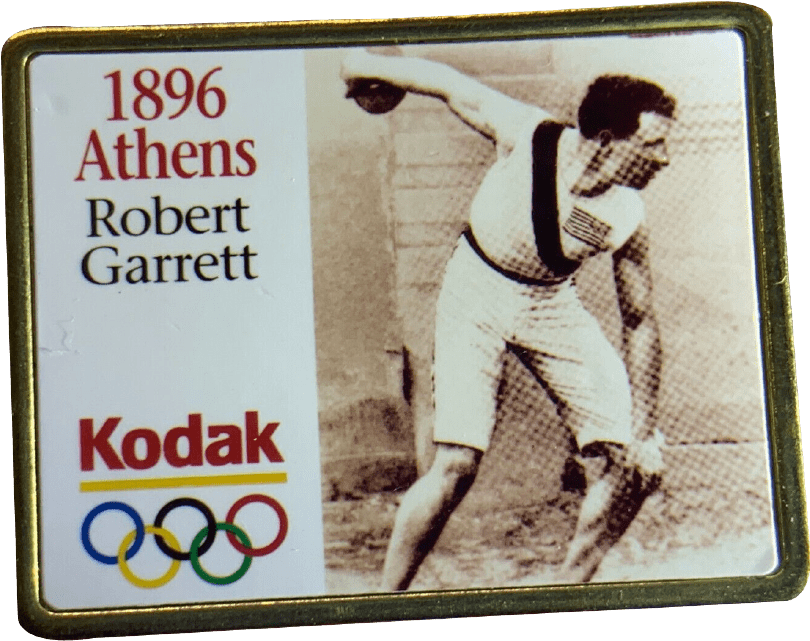 1896
Athens
Robert
Garrett
Kodak